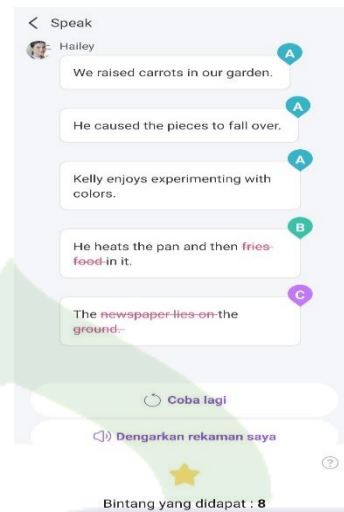 Speak
Hailey
A
We raised carrots in our garden.
A
He caused the pieces to fall over.
A
Kelly enjoys experimenting with
colors.
B
He heats the pan and then fries
food in it.
C
The newspaper lies on the
ground.
Coba lagi
Dengarkan rekaman saya
?
Bintang yang didapat : 8